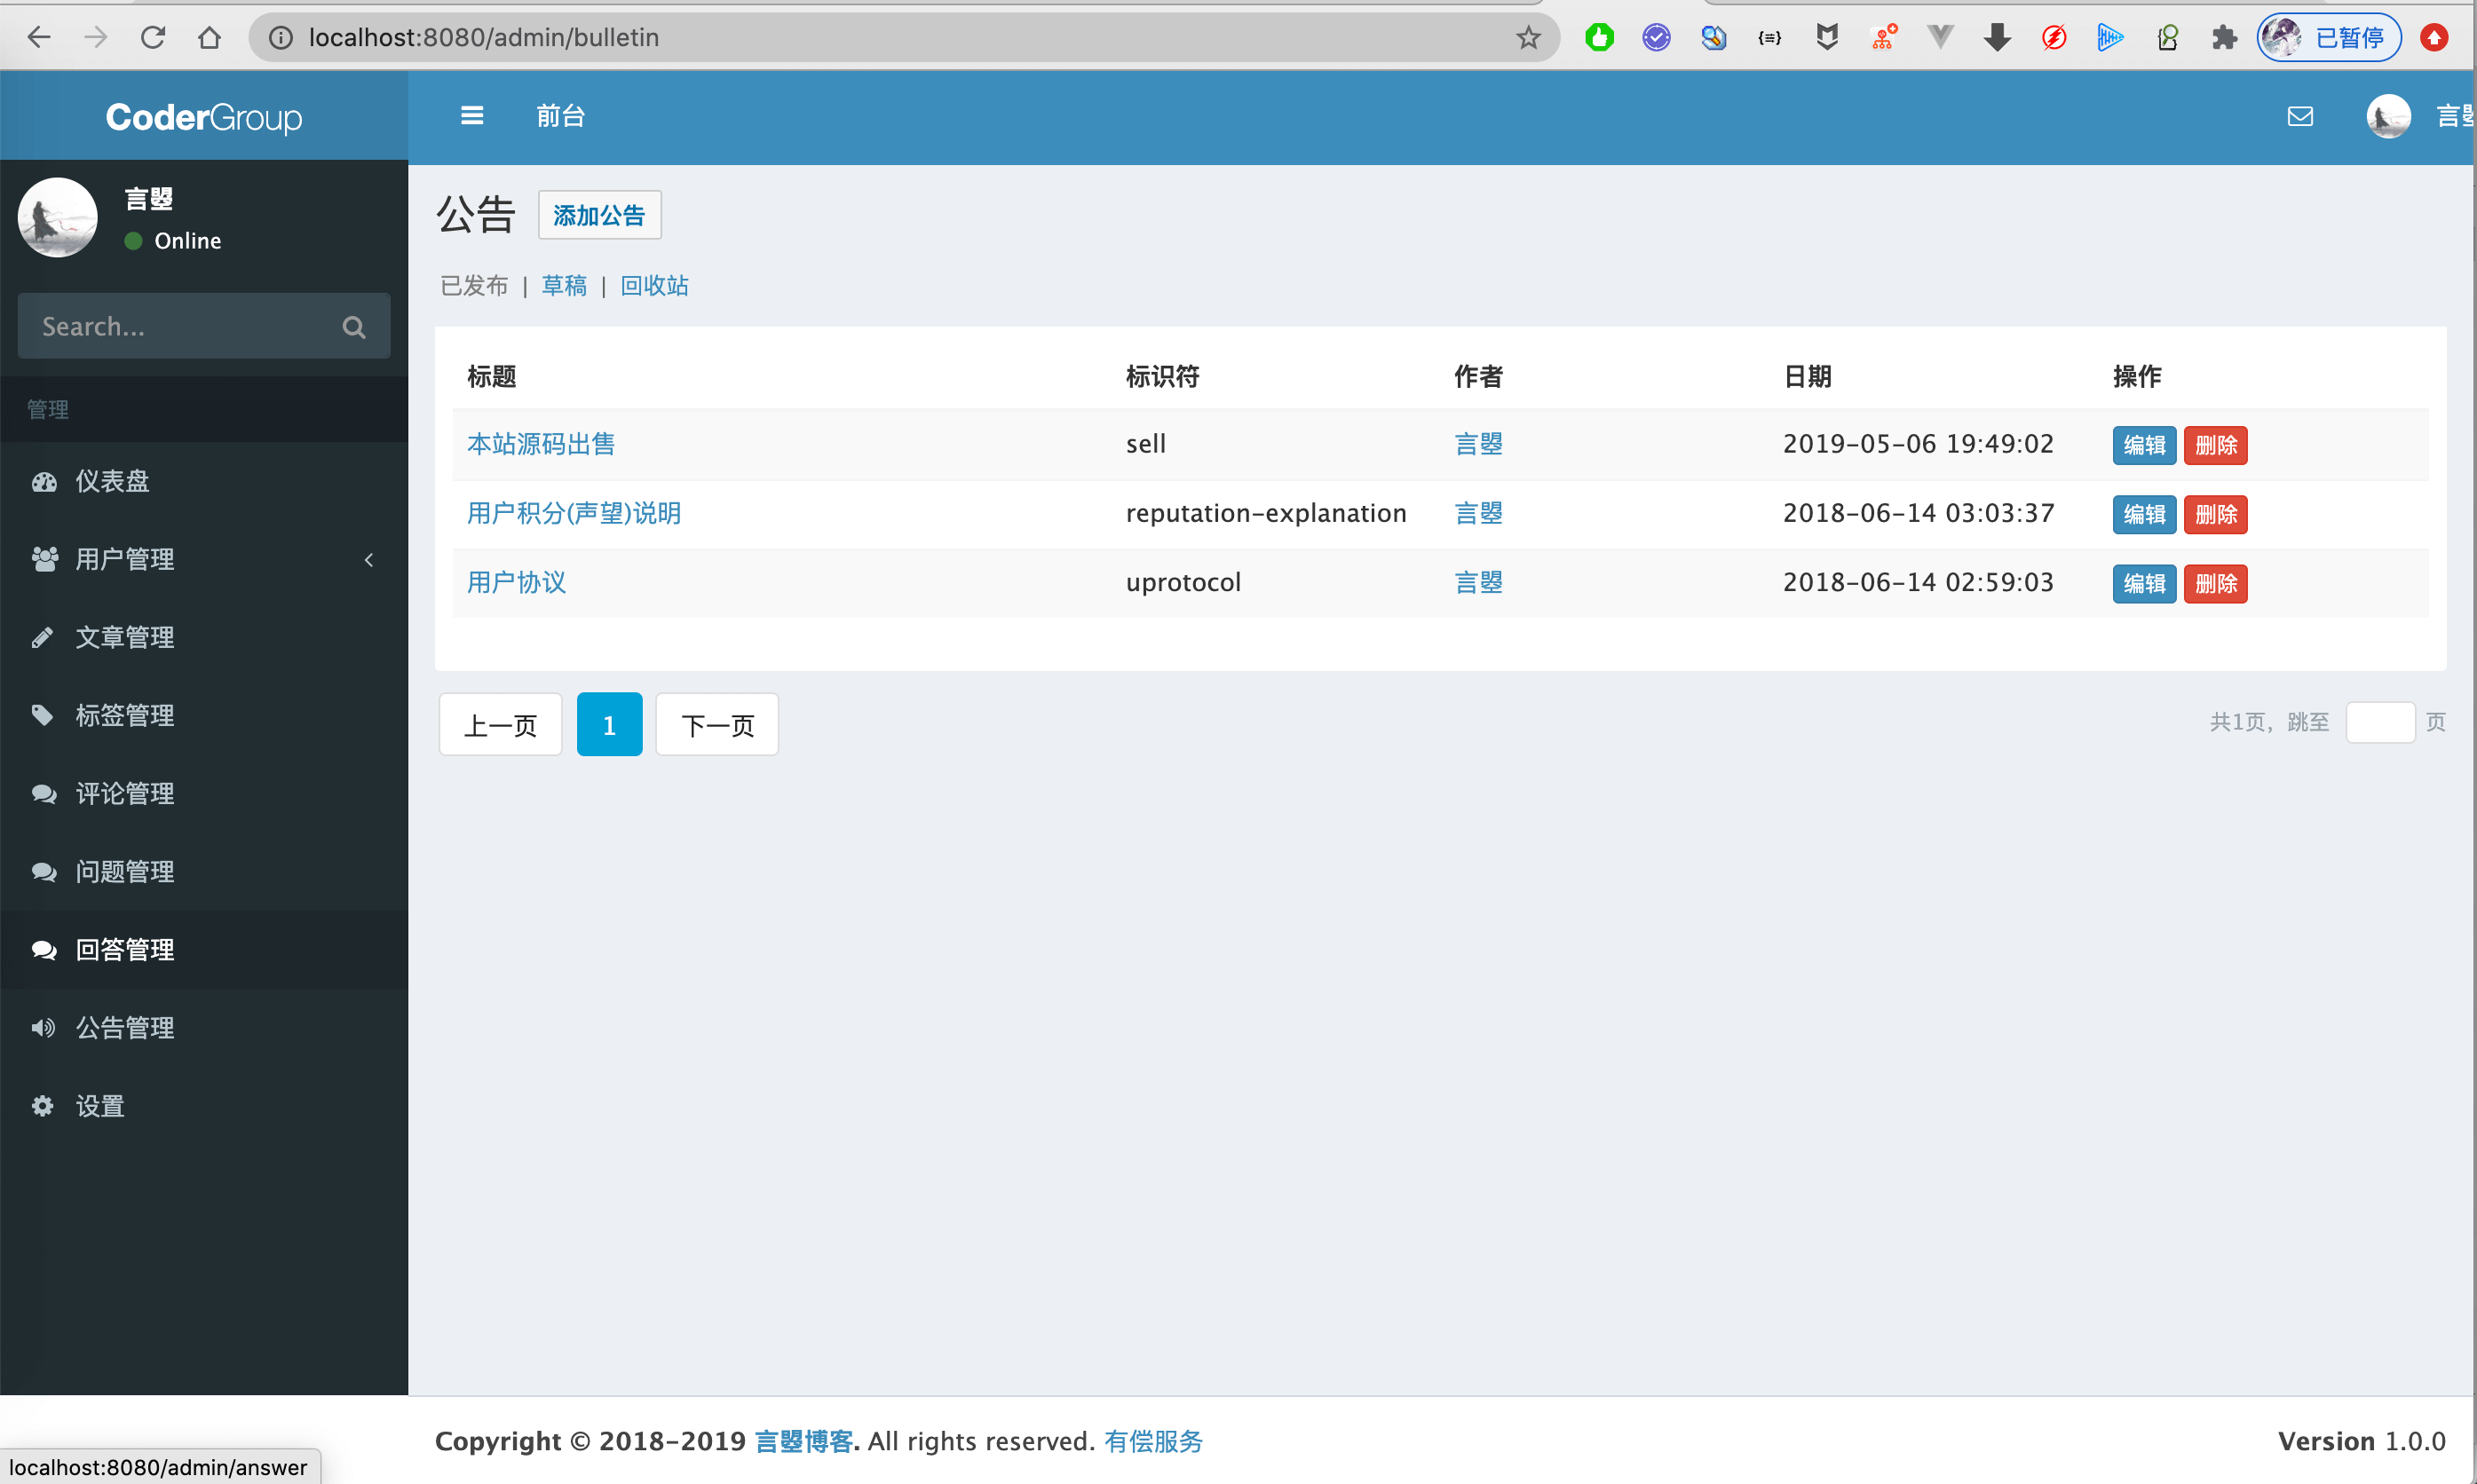 localhost:8080/admin/bulletin
已暂停
CoderGroup
前台
言曌
Online
Search...
管理
仪表盘
用户管理
文章管理
标签管理
评论管理
问题管理
回答管理
公告管理
设置
公告 添加公告
已发布 | 草稿 | 回收站
标题 标识符 作者 日期 操作
本站源码出售 sell 言曌 2019-05-06 19:49:02 编辑 删除
用户积分(声望)说明 reputation-explanation 言曌 2018-06-14 03:03:37 编辑 删除
用户协议 uprotocol 言曌 2018-06-14 02:59:03 编辑 删除
上一页 1 下一页 共1页，跳至 页
Copyright © 2018-2019 言曌博客. All rights reserved. 有偿服务 Version 1.0.0
localhost:8080/admin/answer